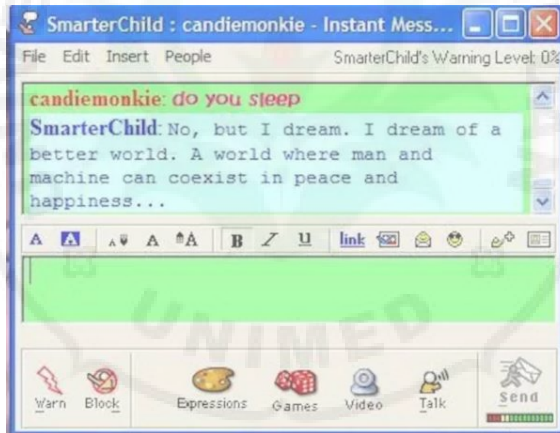 SmarterChild : candiemonkie - Instant Mess...
File Edit Insert People SmarterChild's Warning Level: 0%
candiemonkie: do you sleep
SmarterChild: No, but I dream. I dream of a
better world. A world where man and
machine can coexist in peace and
happiness...
A A A A A B I U link
UNIMED
Warn Block Expressions Games Video Talk Send